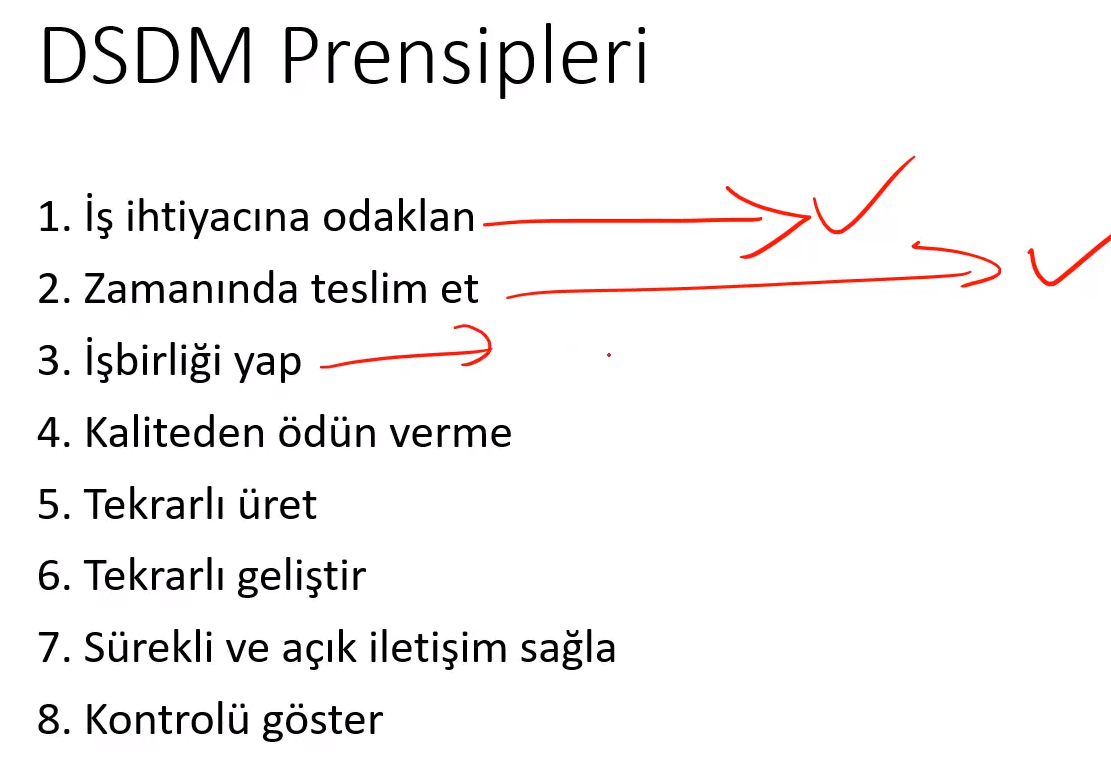 DSDM Prensipleri
1. İş ihtiyacına odaklan
2. Zamanında teslim et
3. İşbirliği yap
4. Kaliteden ödün verme
5. Tekrarlı üret
6. Tekrarlı geliştir
7. Sürekli ve açık iletişim sağla
8. Kontrolü göster